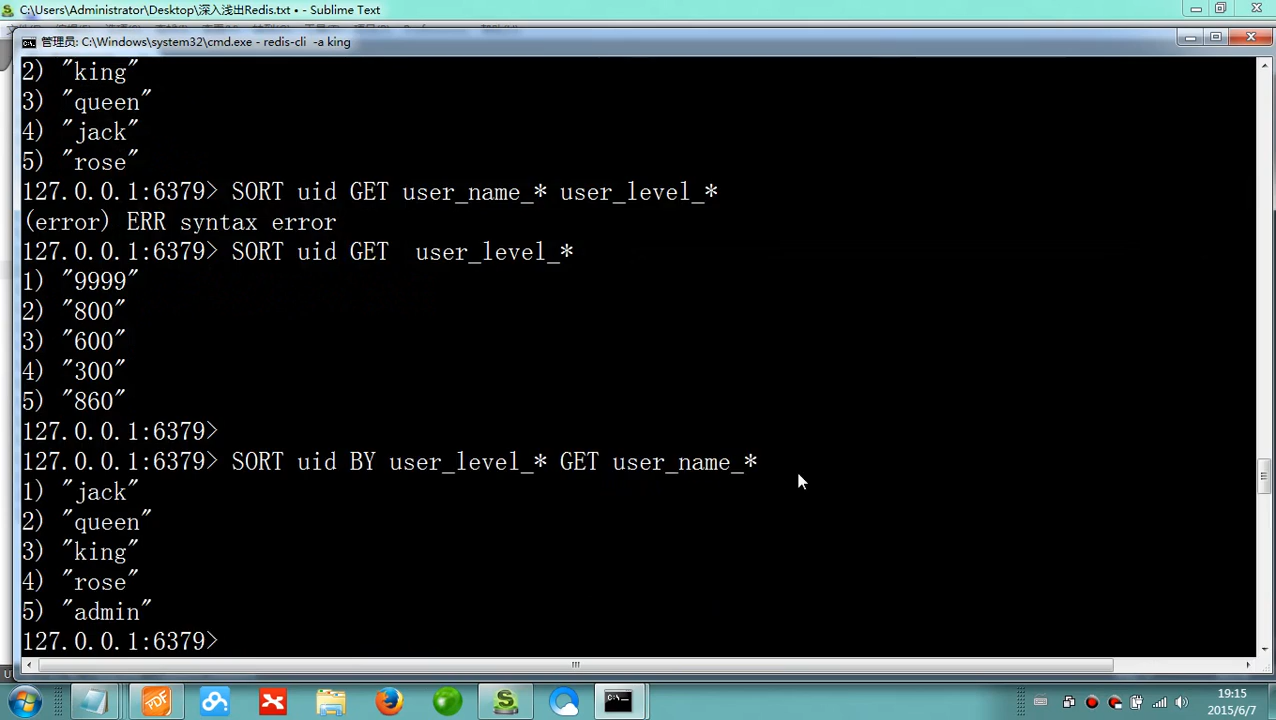 C:\Users\Administrator\Desktop\深入浅出Redis.txt • - Sublime Text
管理员: C:\Windows\system32\cmd.exe - redis-cli  -a king
2) "king"
3) "queen"
4) "jack"
5) "rose"
127.0.0.1:6379> SORT uid GET user_name_* user_level_*
(error) ERR syntax error
127.0.0.1:6379> SORT uid GET  user_level_*
1) "9999"
2) "800"
3) "600"
4) "300"
5) "860"
127.0.0.1:6379>
127.0.0.1:6379> SORT uid BY user_level_* GET user_name_*
1) "jack"
2) "queen"
3) "king"
4) "rose"
5) "admin"
127.0.0.1:6379>
PDF
C:\.
19:15
2015/6/7